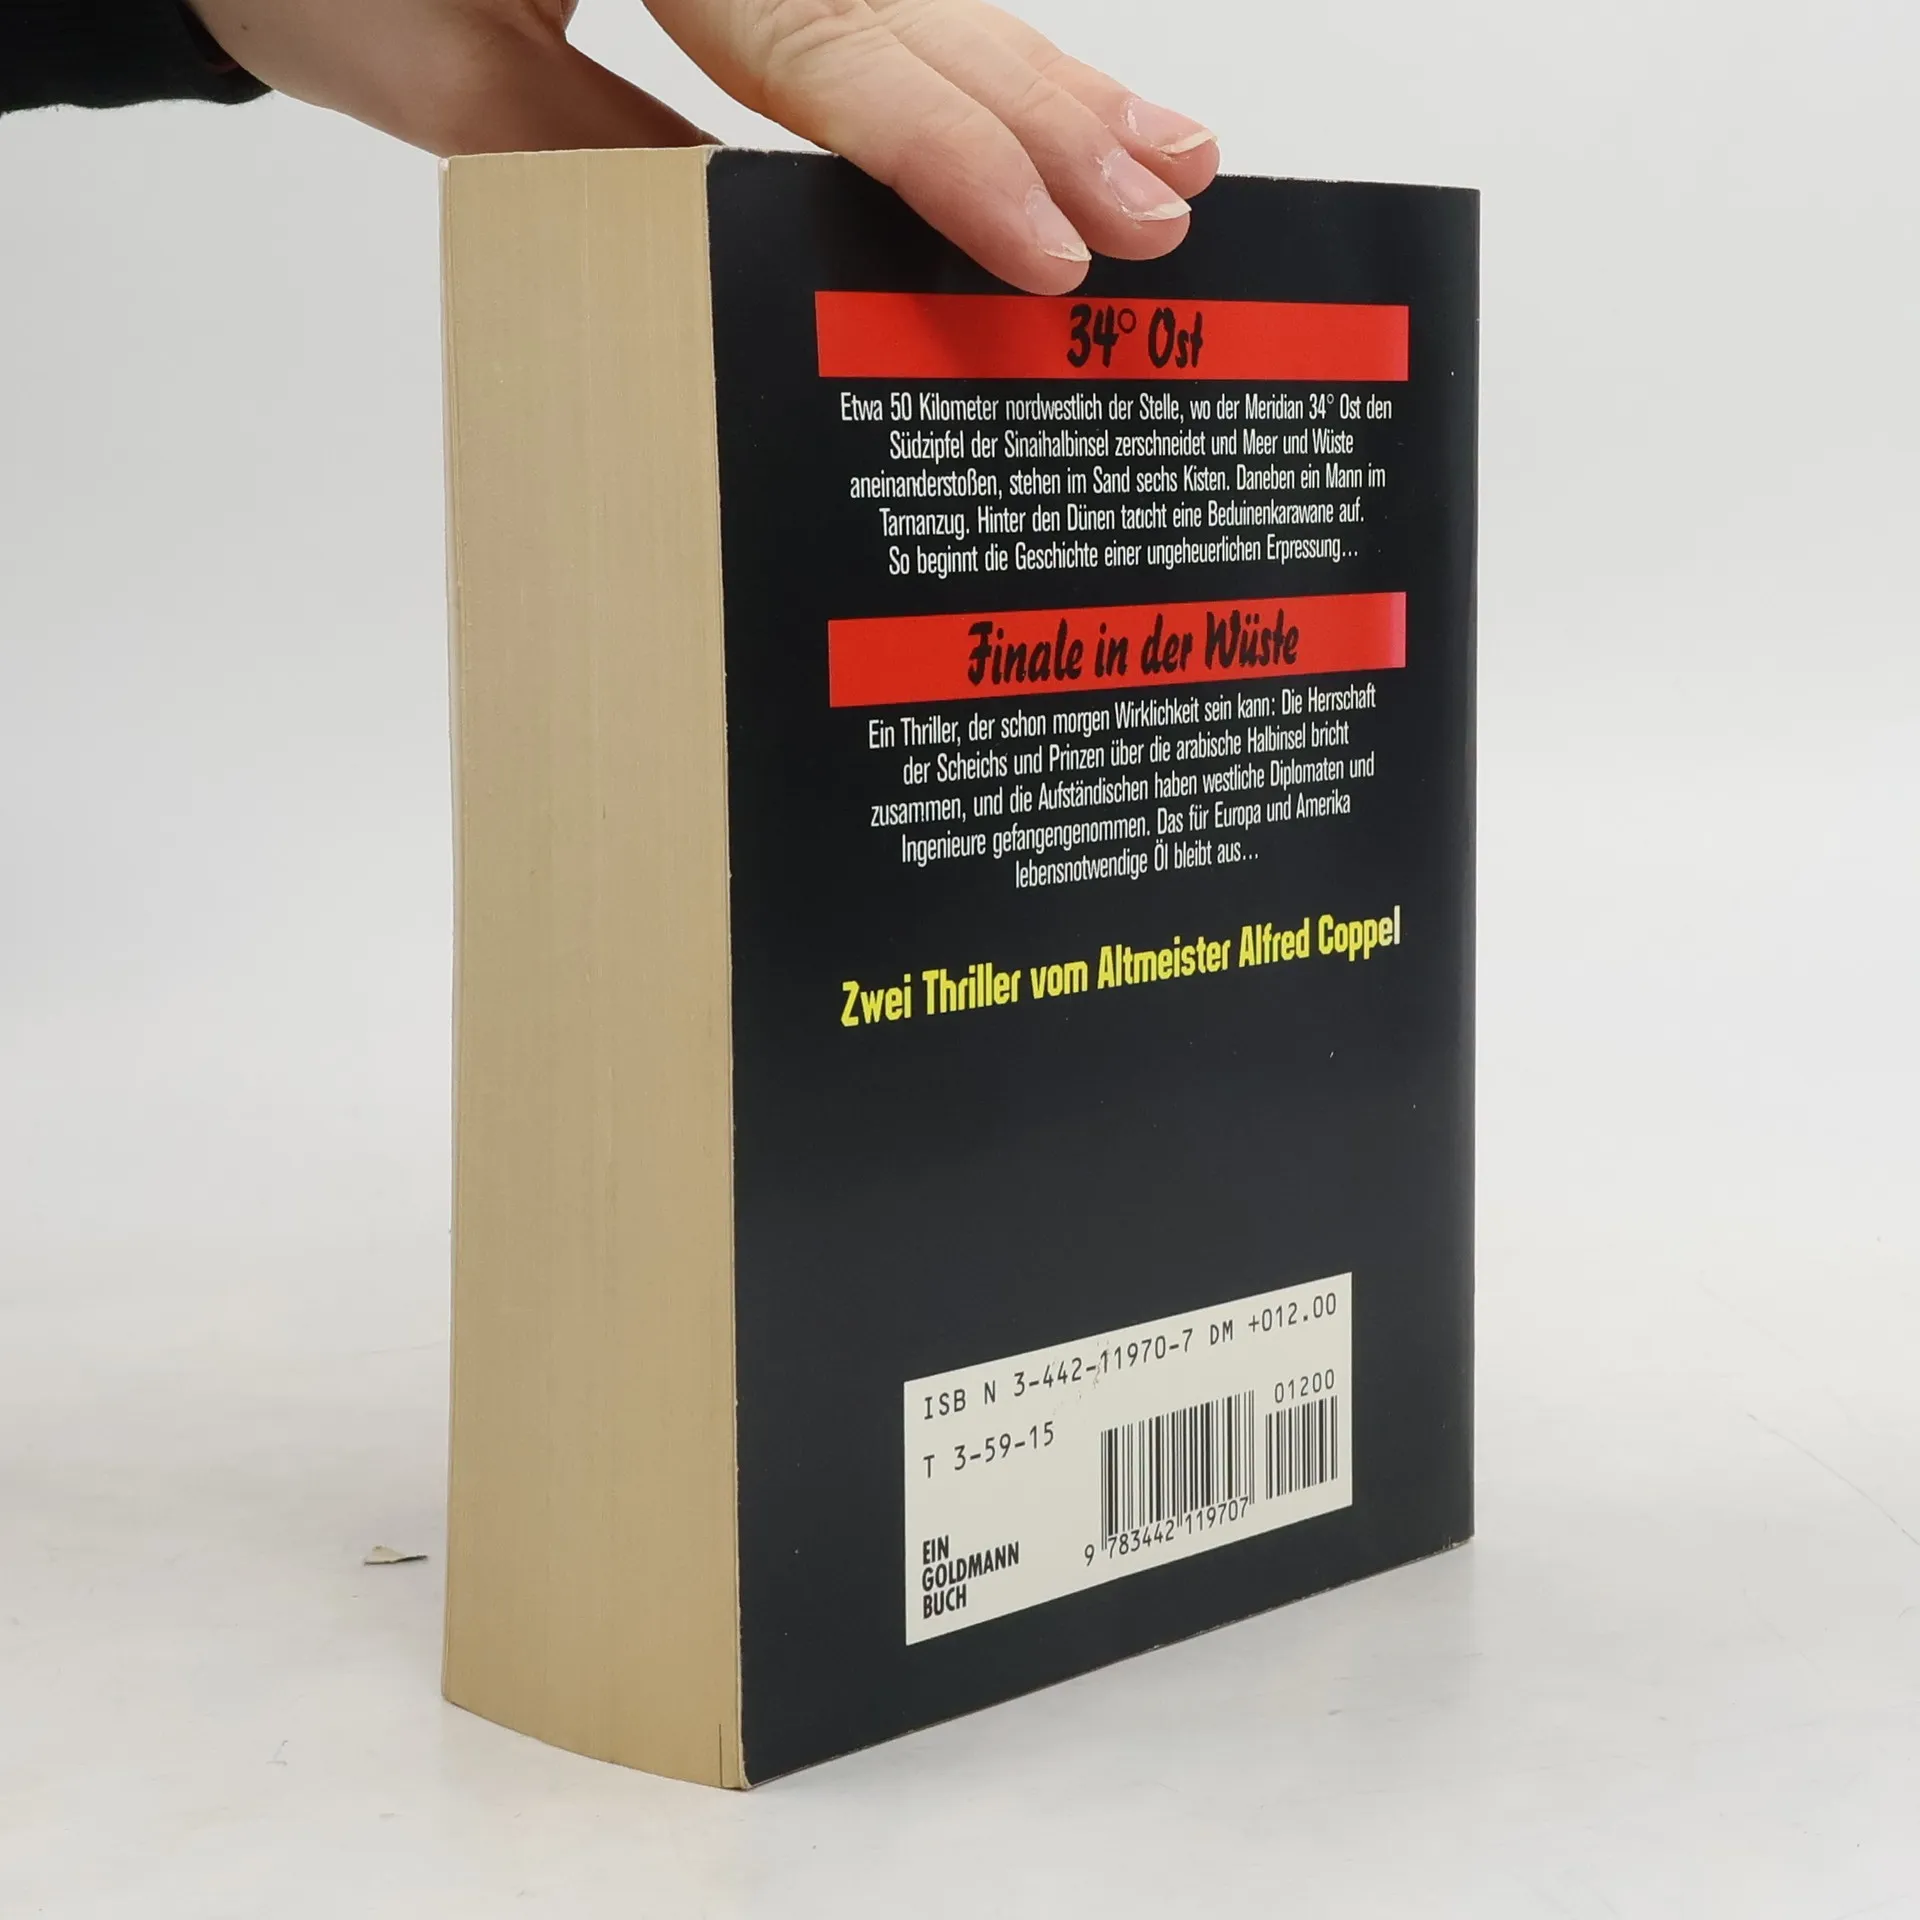 34° Ost
Etwa 50 Kilometer nordwestlich der Stelle, wo der Meridian 34° Ost den
Südzipfel der Sinaihalbinsel zerschneidet und Meer und Wüste
aneinanderstoßen, stehen im Sand sechs Kisten. Daneben ein Mann im
Tarnanzug. Hinter den Dünen taucht eine Beduinenkarawane auf.
So beginnt die Geschichte einer ungeheuerlichen Erpressung...
Finale in der Wüste
Ein Thriller, der schon morgen Wirklichkeit sein kann: Die Herrschaft
der Scheichs und Prinzen über die arabische Halbinsel bricht
zusammen, und die Aufständischen haben westliche Diplomaten und
Ingenieure gefangengenommen. Das für Europa und Amerika
lebensnotwendige Öl bleibt aus...
Zwei Thriller vom Altmeister Alfred Coppel
ISB N 3-442-11970-7 DM +012.00
T 3-59-15
01200
9 783442 119707
EIN
GOLDMANN
BUCH